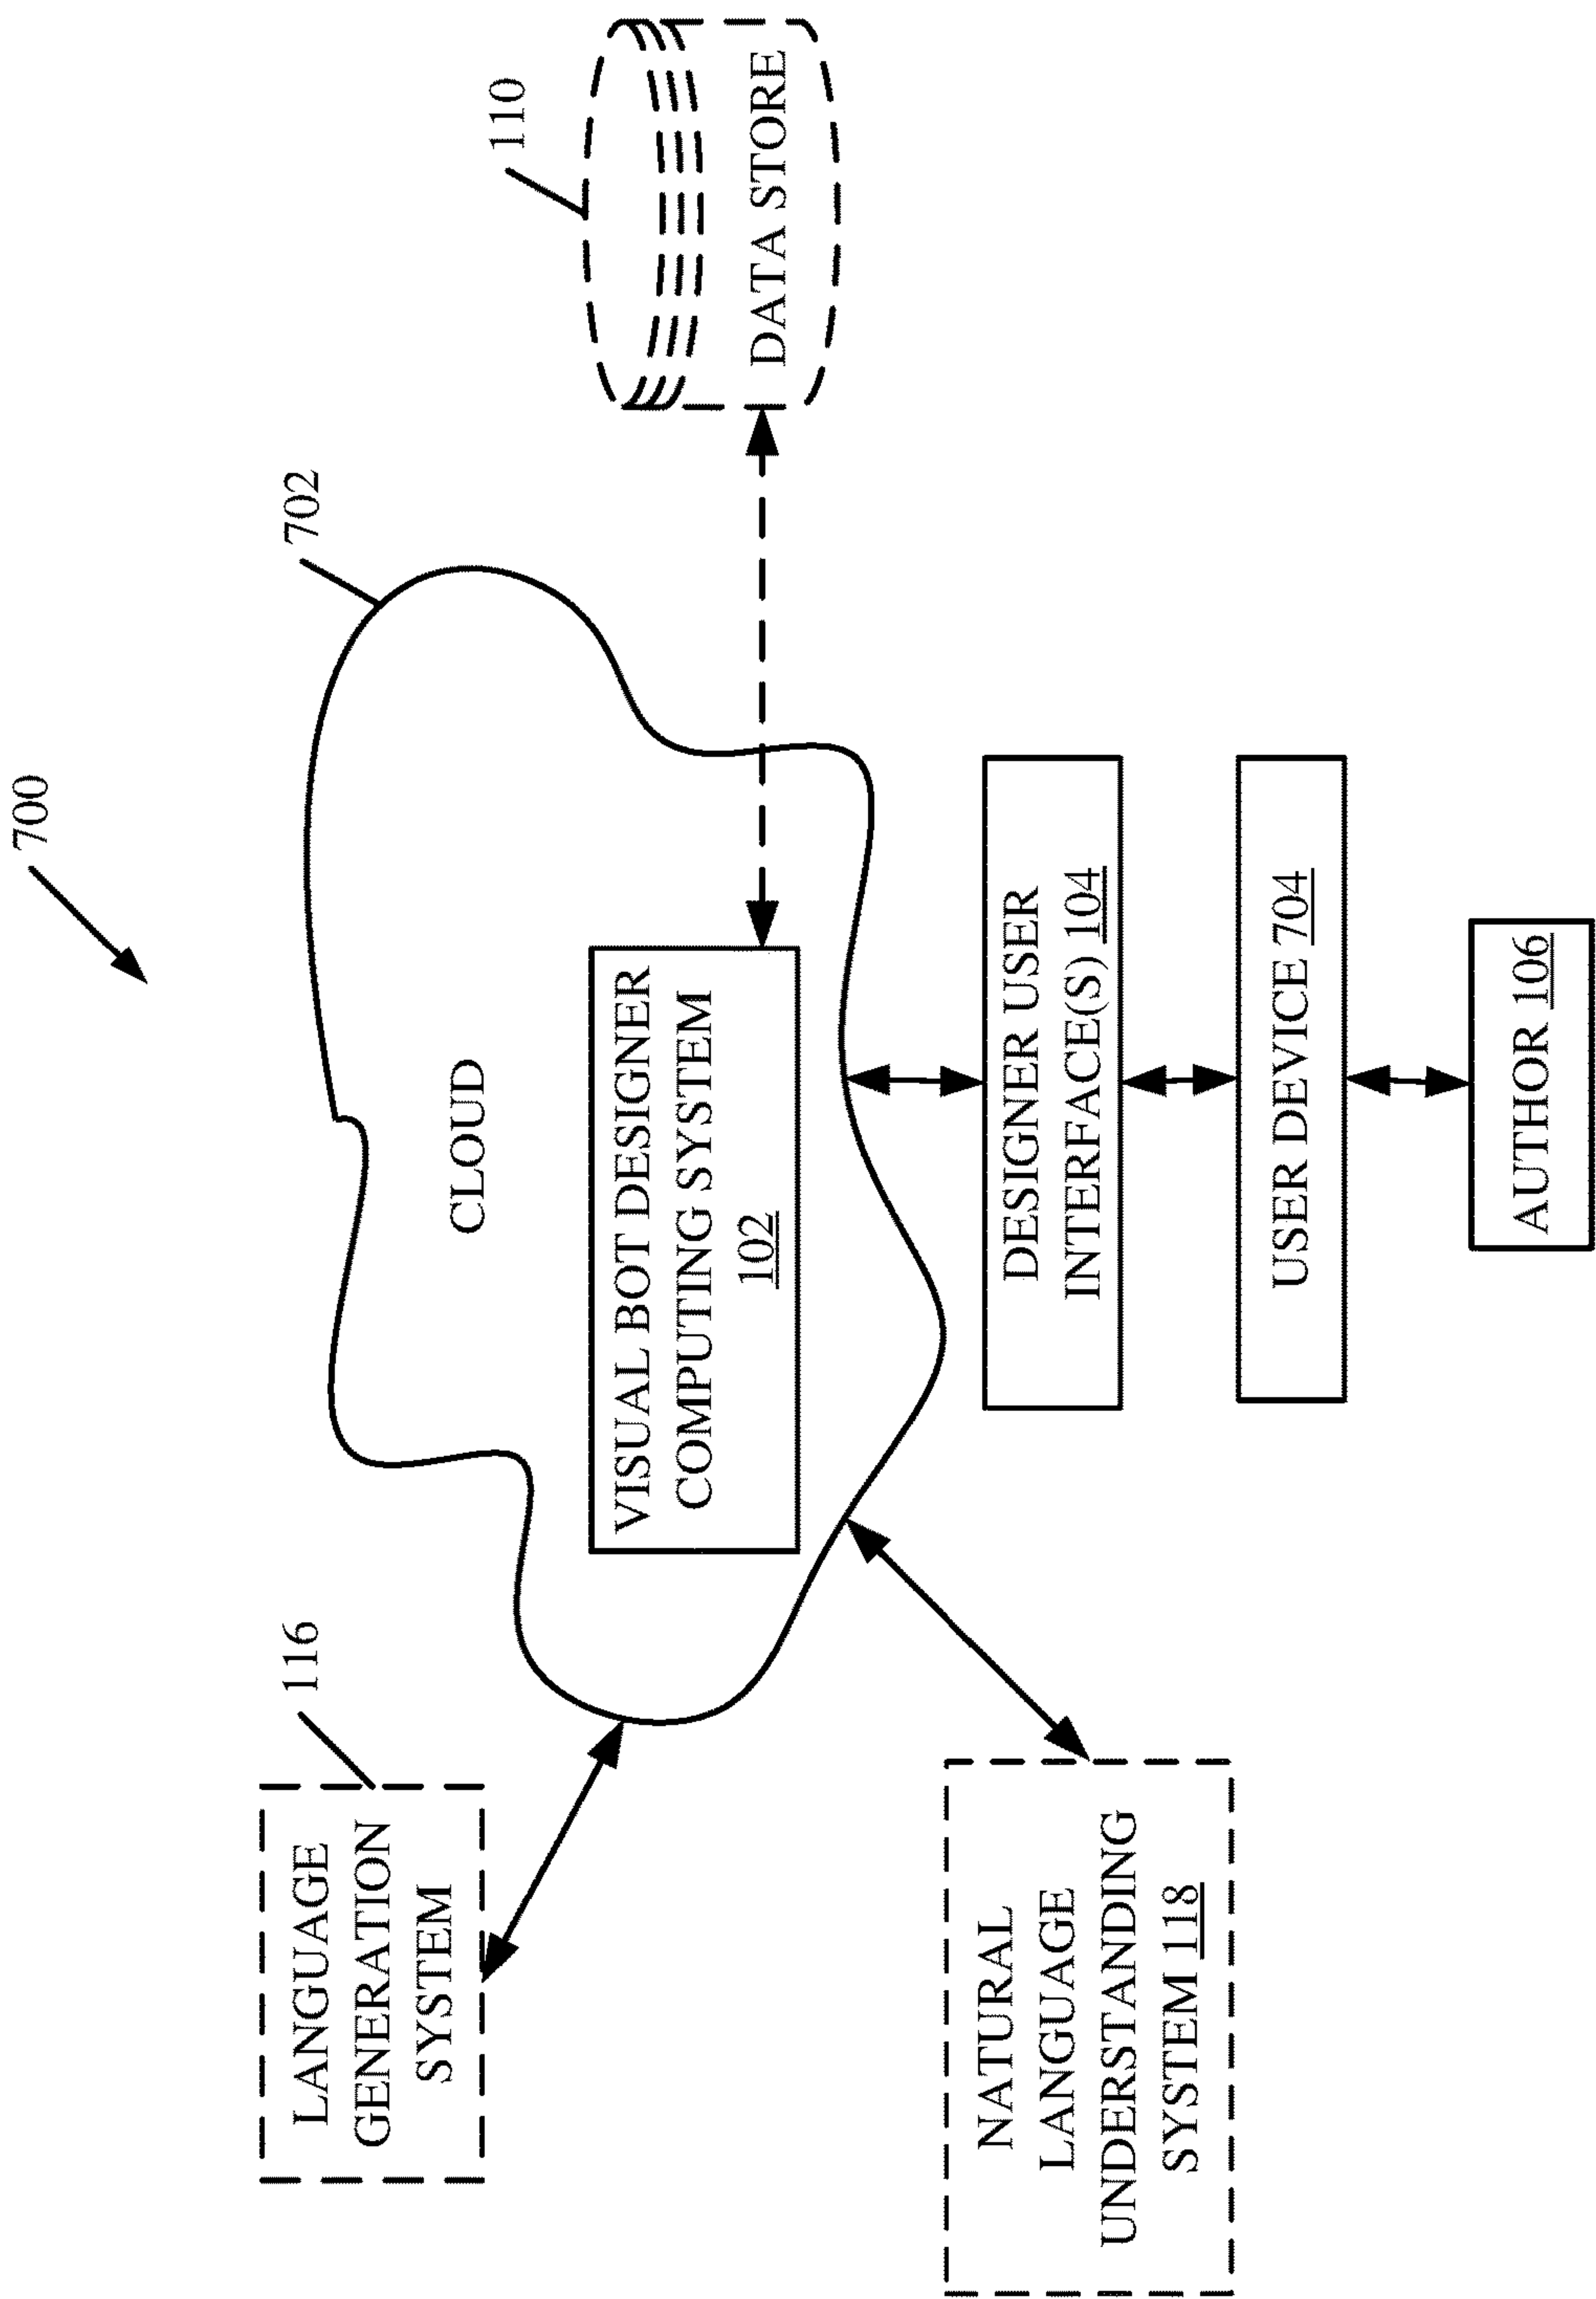 700
116
LANGUAGE
GENERATION
SYSTEM
702
CLOUD
110
DATA STORE
VISUAL BOT DESIGNER
COMPUTING SYSTEM
102
NATURAL
LANGUAGE
UNDERSTANDING
SYSTEM 118
DESIGNER USER
INTERFACE(S) 104
USER DEVICE 704
AUTHOR 106